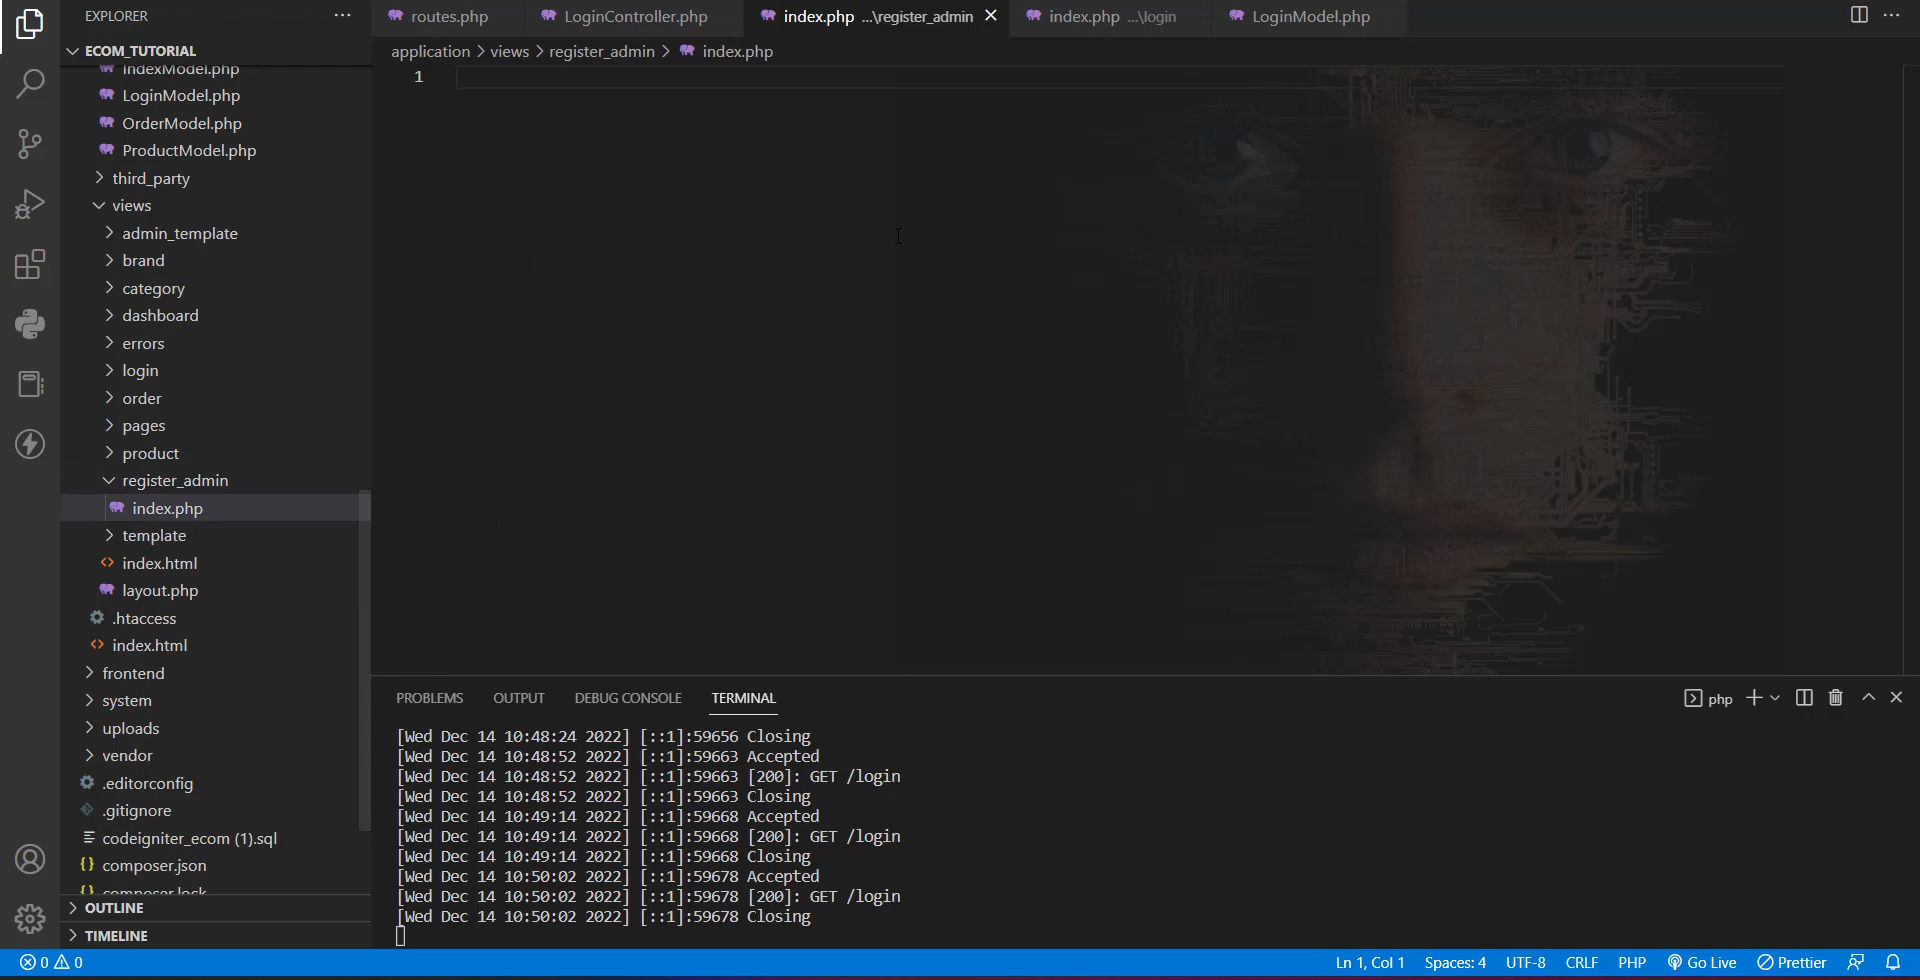 EXPLORER
ECOM_TUTORIAL
IndexModel.php
LoginModel.php
OrderModel.php
ProductModel.php
third_party
views
admin_template
brand
category
dashboard
errors
login
order
pages
product
register_admin
index.php
template
index.html
layout.php
.htaccess
index.html
frontend
system
uploads
vendor
.editorconfig
.gitignore
codeigniter_ecom (1).sql
composer.json
composer.lock
OUTLINE
TIMELINE
routes.php
LoginController.php
index.php ...\register_admin
index.php ...\login
LoginModel.php
application > views > register_admin > index.php
1
PROBLEMS OUTPUT DEBUG CONSOLE TERMINAL
php
[Wed Dec 14 10:48:24 2022] [::1]:59656 Closing
[Wed Dec 14 10:48:52 2022] [::1]:59663 Accepted
[Wed Dec 14 10:48:52 2022] [::1]:59663 [200]: GET /login
[Wed Dec 14 10:48:52 2022] [::1]:59663 Closing
[Wed Dec 14 10:49:14 2022] [::1]:59668 Accepted
[Wed Dec 14 10:49:14 2022] [::1]:59668 [200]: GET /login
[Wed Dec 14 10:49:14 2022] [::1]:59668 Closing
[Wed Dec 14 10:50:02 2022] [::1]:59678 Accepted
[Wed Dec 14 10:50:02 2022] [::1]:59678 [200]: GET /login
[Wed Dec 14 10:50:02 2022] [::1]:59678 Closing
0 0
Ln 1, Col 1 Spaces: 4 UTF-8 CRLF PHP Go Live Prettier